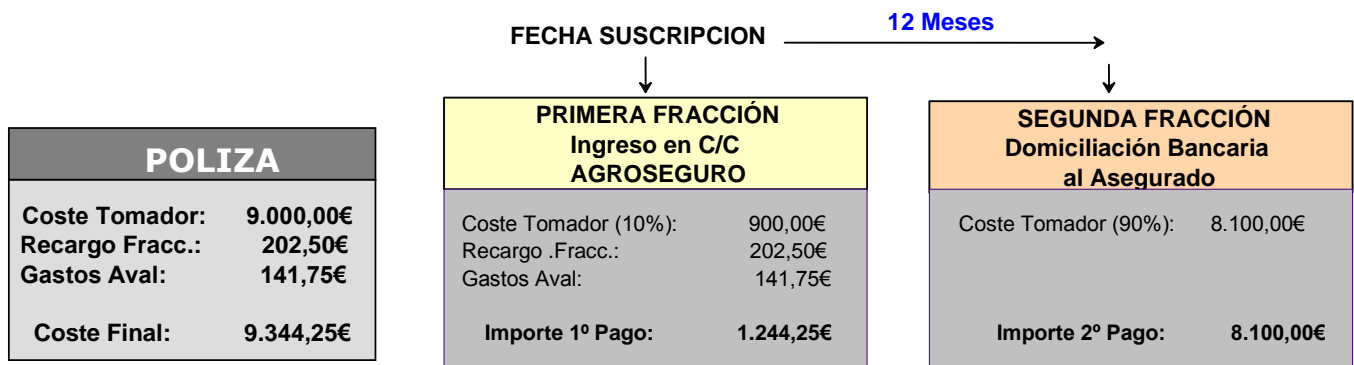 12 Meses
FECHA SUSCRIPCION
POLIZA
Coste Tomador: 9.000,00€
Recargo Fracc.: 202,50€
Gastos Aval: 141,75€
Coste Final: 9.344,25€
PRIMERA FRACCIÓN
Ingreso en C/C
AGROSEGURO
Coste Tomador (10%): 900,00€
Recargo .Fracc.: 202,50€
Gastos Aval: 141,75€
Importe 1º Pago: 1.244,25€
SEGUNDA FRACCIÓN
Domiciliación Bancaria
al Asegurado
Coste Tomador (90%): 8.100,00€
Importe 2º Pago: 8.100,00€